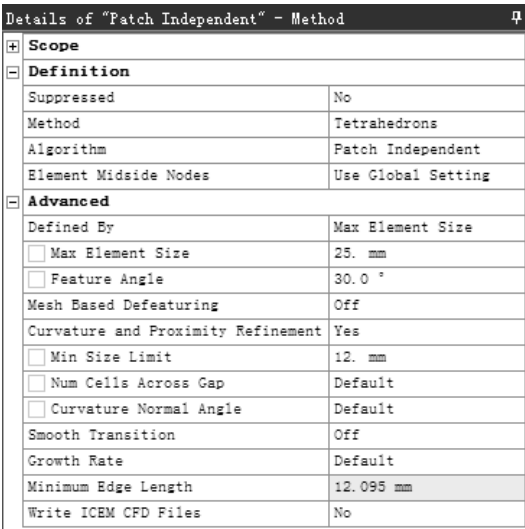 Details of "Patch Independent" - Method
Scope
Definition
Suppressed No
Method Tetrahedrons
Algorithm Patch Independent
Element Midside Nodes Use Global Setting
Advanced
Defined By Max Element Size
Max Element Size 25. mm
Feature Angle 30.0 °
Mesh Based Defeaturing Off
Curvature and Proximity Refinement Yes
Min Size Limit 12. mm
Num Cells Across Gap Default
Curvature Normal Angle Default
Smooth Transition Off
Growth Rate Default
Minimum Edge Length 12.095 mm
Write ICEM CFD Files No